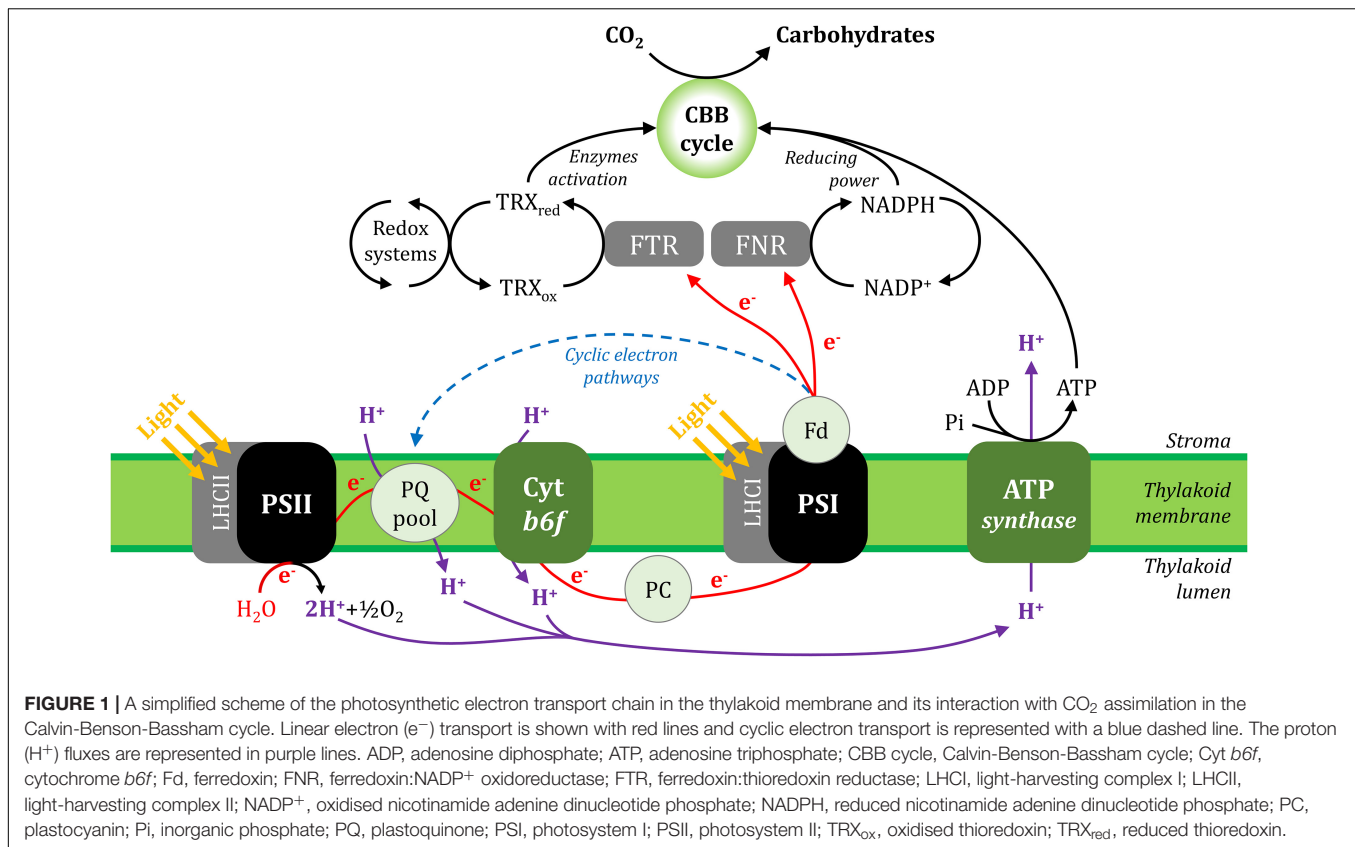 CO₂ Carbohydrates
CBB
cycle
Enzymes
activation
Reducing
power
TRX_red
NADPH
Redox
systems
FTR
FNR
TRX_ox
NADP⁺
e⁻
e⁻
Cyclic electron
pathways
H⁺
ADP
ATP
Pi
Light
H⁺
H⁺
Light
Fd
Stroma
LHCII
PSII
e⁻
PQ
pool
e⁻
Cyt
b6f
LHCI
PSI
ATP
synthase
Thylakoid
membrane
e⁻
H₂O
2H⁺+½O₂
H⁺
H⁺
e⁻
PC
e⁻
H⁺
Thylakoid
lumen
FIGURE 1 | A simplified scheme of the photosynthetic electron transport chain in the thylakoid membrane and its interaction with CO₂ assimilation in the
Calvin-Benson-Bassham cycle. Linear electron (e⁻) transport is shown with red lines and cyclic electron transport is represented with a blue dashed line. The proton
(H⁺) fluxes are represented in purple lines. ADP, adenosine diphosphate; ATP, adenosine triphosphate; CBB cycle, Calvin-Benson-Bassham cycle; Cyt b6f,
cytochrome b6f; Fd, ferredoxin; FNR, ferredoxin:NADP⁺ oxidoreductase; FTR, ferredoxin:thioredoxin reductase; LHCI, light-harvesting complex I; LHCII,
light-harvesting complex II; NADP⁺, oxidised nicotinamide adenine dinucleotide phosphate; NADPH, reduced nicotinamide adenine dinucleotide phosphate; PC,
plastocyanin; Pi, inorganic phosphate; PQ, plastoquinone; PSI, photosystem I; PSII, photosystem II; TRX_ox, oxidised thioredoxin; TRX_red, reduced thioredoxin.